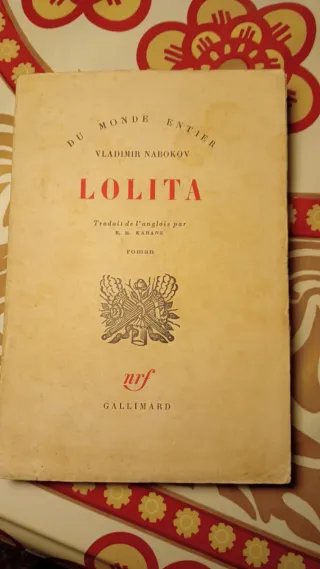 DU MONDE ENTIER
VLADIMIR NABOKOV
LOLITA
Traduit de l'anglais par
E. H. KAHANE
roman
nrf
GALLIMARD